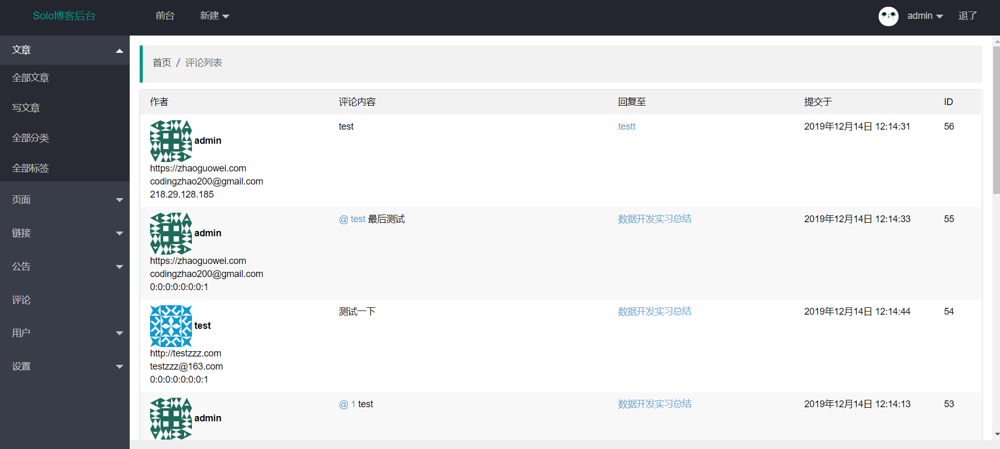 Solo博客后台 前台 新建 admin 退了
文章
全部文章
写文章
全部分类
全部标签
页面
链接
公告
评论
用户
设置
首页 / 评论列表
作者 评论内容 回复至 提交于 ID
admin test testt 2019年12月14日 12:14:31 56
https://zhaoguowei.com
codingzhao200@gmail.com
218.29.128.185
admin @ test 最后测试 数据开发实习总结 2019年12月14日 12:14:33 55
https://zhaoguowei.com
codingzhao200@gmail.com
0:0:0:0:0:0:0:1
test 测试一下 数据开发实习总结 2019年12月14日 12:14:44 54
http://testzzz.com
testzzz@163.com
0:0:0:0:0:0:0:1
admin @ 1 test 数据开发实习总结 2019年12月14日 12:14:13 53